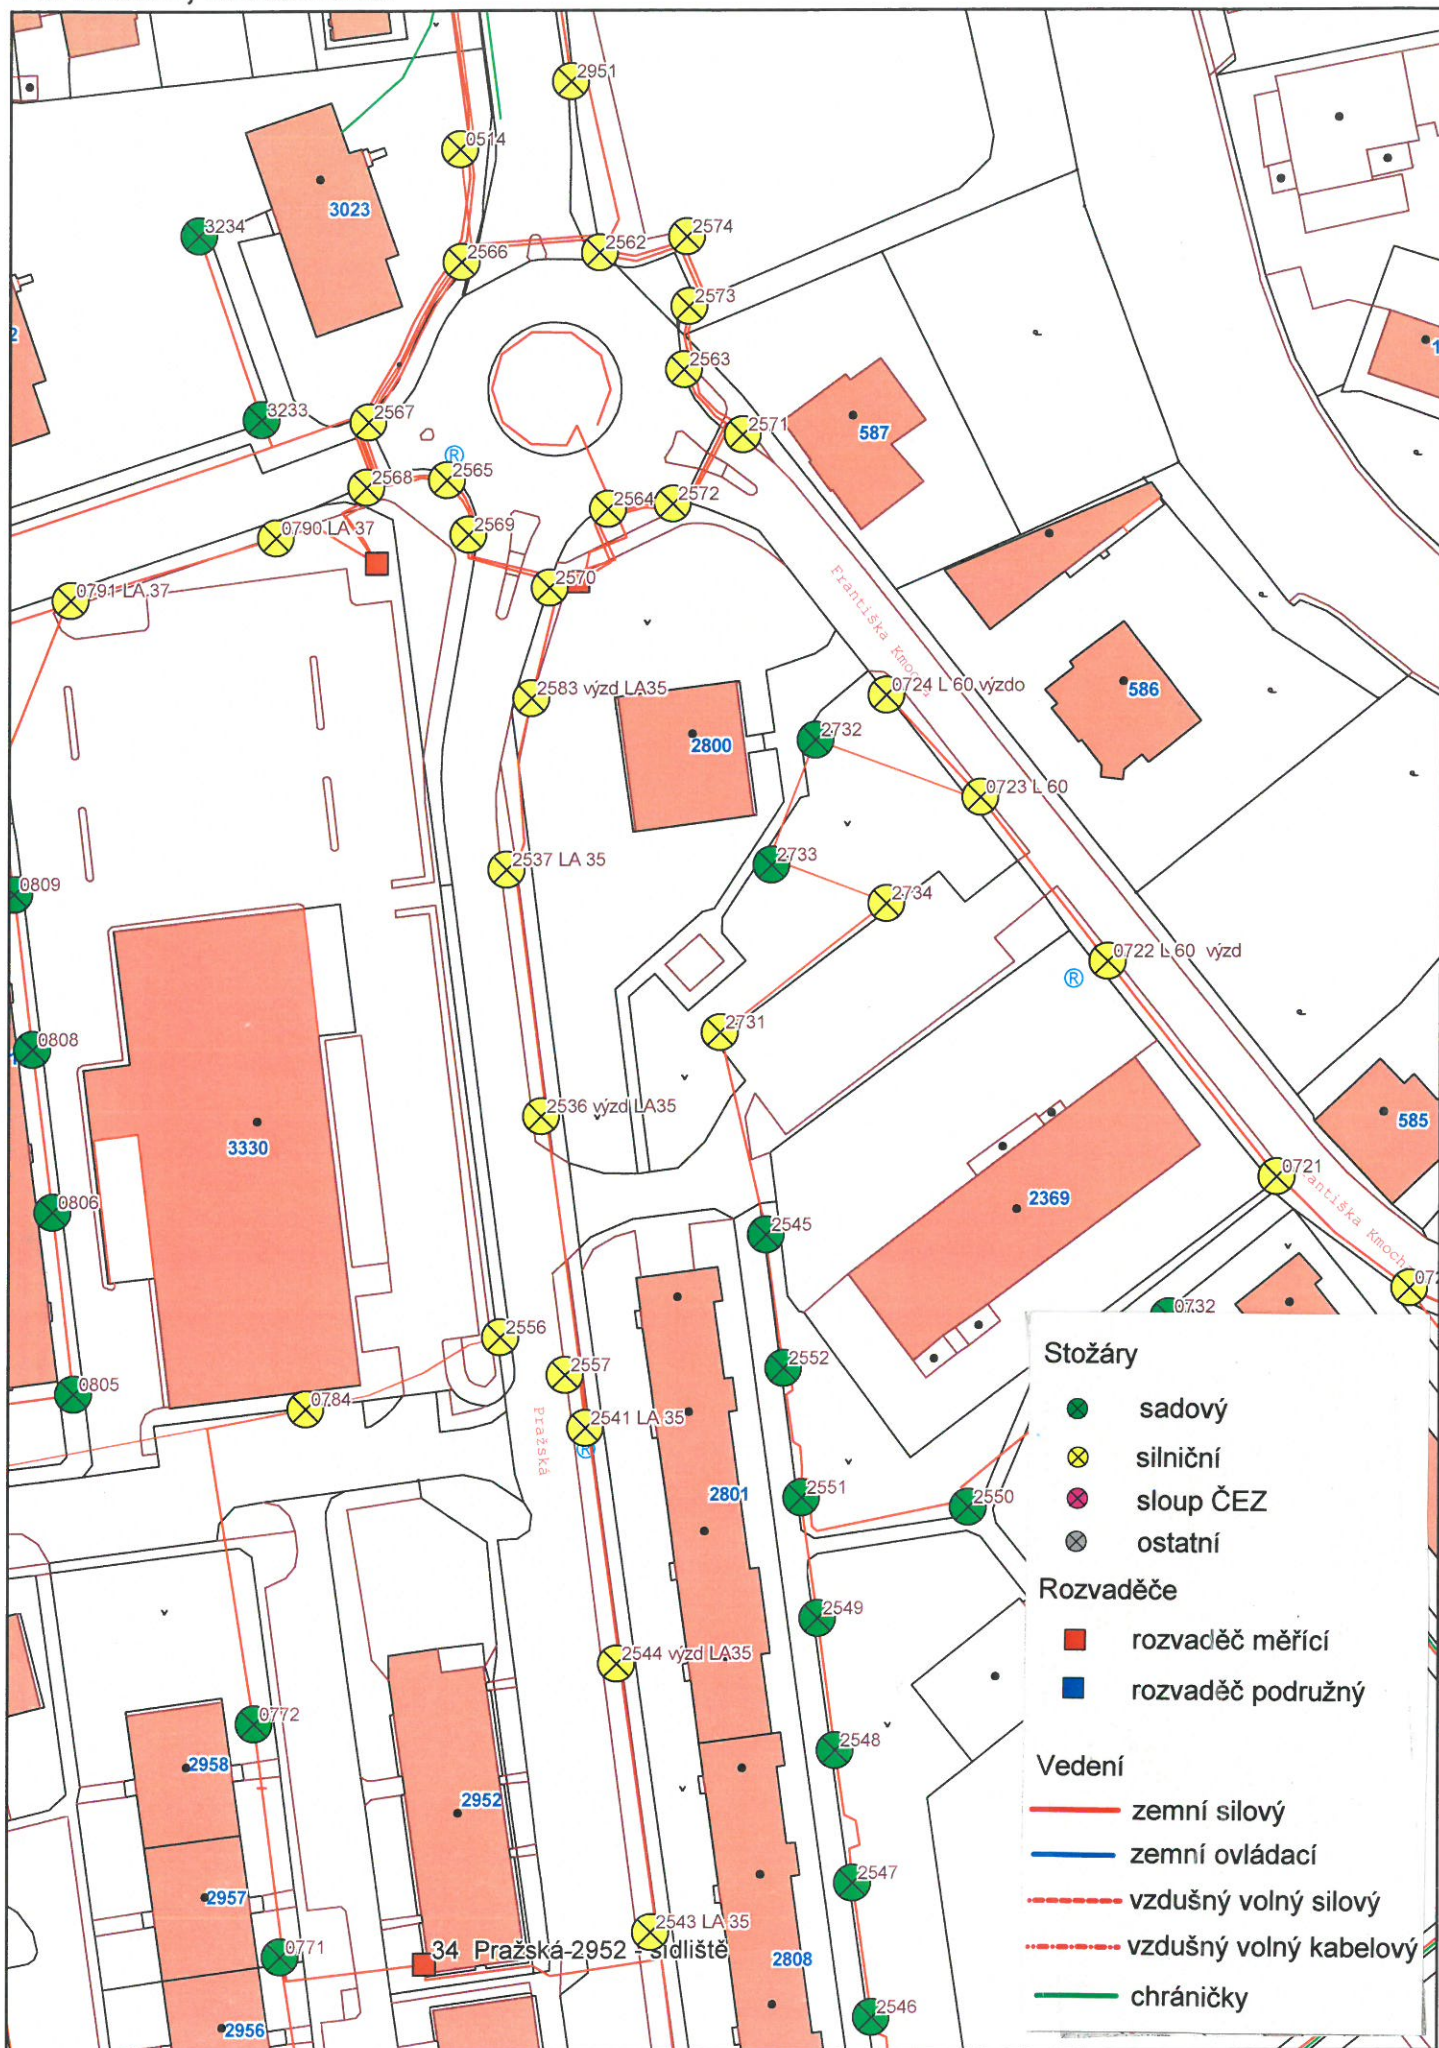 2951
0514
3023
3234
2574
2566
2562
2573
2
2563
1
3233
2567
2571
587
2565
2568
2564
2572
2569
0790 LA 37
2570
0791 LA 37
Františka Kmocha
2583 výzd LA35
0724 L 60 výzdo
586
2732
2800
0723 L 60
2537 LA 35
2733
0809
2734
0722 L 60 výzd
2731
0808
2536 výzd LA35
585
3330
0721
2369
0806
Františka Kmoch
2545
072
0732
2556
2557
2552
0805
0784
2541 LA 35
Pražská
2801
2551
2550
2549
2544 výzd LA35
0772
2548
2958
2952
2547
2957
2543 LA 35
0771
34 Pražská-2952 - sídliště
2808
2546
2956
Stožáry
sadový
silniční
sloup ČEZ
ostatní
Rozvaděče
rozvaděč měřící
rozvaděč podružný
Vedení
zemní silový
zemní ovládací
vzdušný volný silový
vzdušný volný kabelový
chráničky